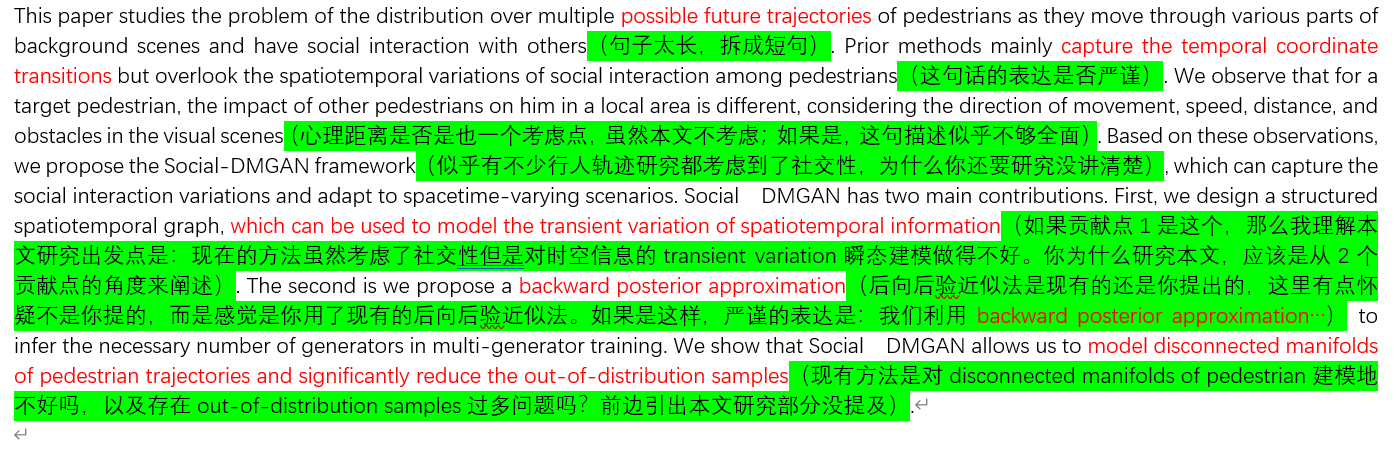 This paper studies the problem of the distribution over multiple possible future trajectories of pedestrians as they move through various parts of
background scenes and have social interaction with others（句子太长，拆成短句）. Prior methods mainly capture the temporal coordinate
transitions but overlook the spatiotemporal variations of social interaction among pedestrians（这句话的表达是否严谨）. We observe that for a
target pedestrian, the impact of other pedestrians on him in a local area is different, considering the direction of movement, speed, distance, and
obstacles in the visual scenes（心理距离是否是也一个考虑点，虽然本文不考虑；如果是，这句描述似乎不够全面）. Based on these observations,
we propose the Social-DMGAN framework（似乎有不少行人轨迹研究都考虑到了社交性，为什么你还要研究没讲清楚）, which can capture the
social interaction variations and adapt to spacetime-varying scenarios. Social DMGAN has two main contributions. First, we design a structured
spatiotemporal graph, which can be used to model the transient variation of spatiotemporal information（如果贡献点 1 是这个，那么我理解本
文研究出发点是：现在的方法虽然考虑了社交性但是对时空信息的 transient variation 瞬态建模做得不好。你为什么研究本文，应该是从 2 个
贡献点的角度来阐述）. The second is we propose a backward posterior approximation（后向后验近似法是现有的还是你提出的，这里有点怀
疑不是你提的，而是感觉是你用了现有的后向后验近似法。如果是这样，严谨的表达是：我们利用 backward posterior approximation…） to
infer the necessary number of generators in multi-generator training. We show that Social DMGAN allows us to model disconnected manifolds
of pedestrian trajectories and significantly reduce the out-of-distribution samples（现有方法是对 disconnected manifolds of pedestrian 建模地
不好吗，以及存在 out-of-distribution samples 过多问题吗？前边引出本文研究部分没提及）.